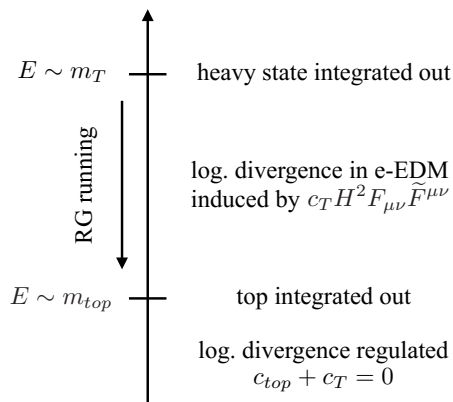 E ∼ m_T
heavy state integrated out
RG running
log. divergence in e-EDM
induced by c_T H^2 F_{μν} \widetilde{F}^{μν}
E ∼ m_{top}
top integrated out
log. divergence regulated
c_{top} + c_T = 0